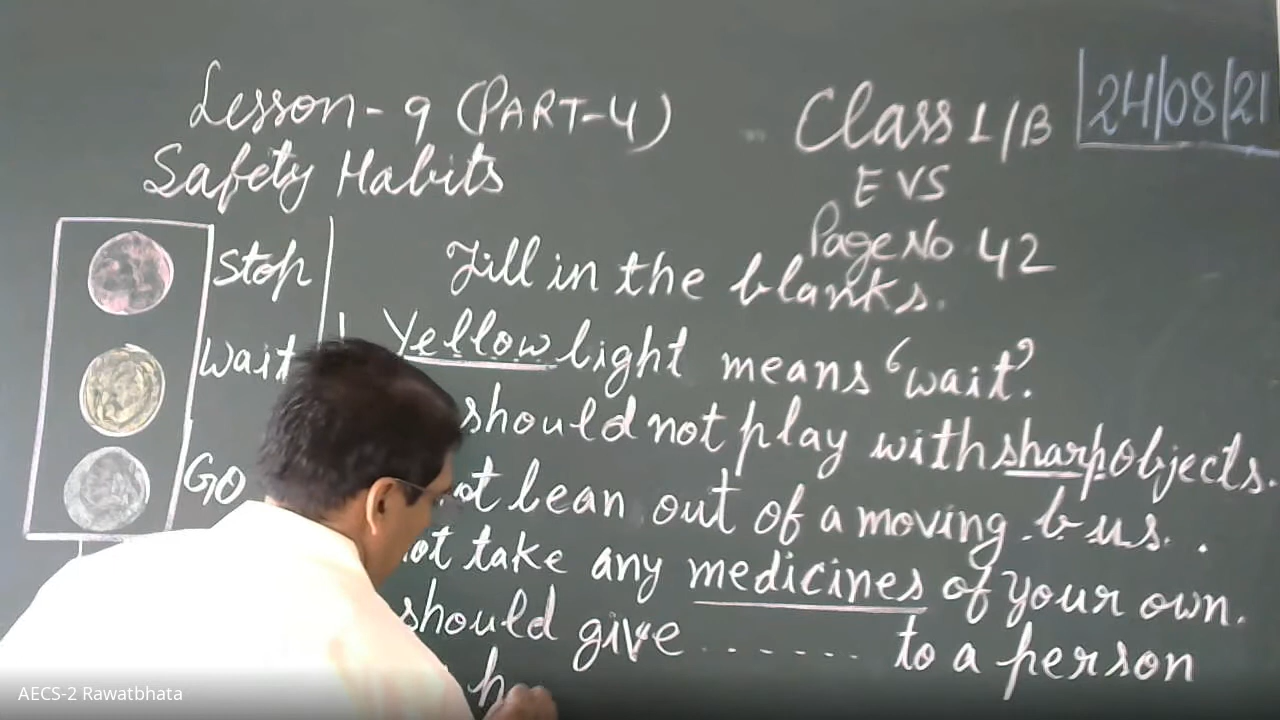 Lesson - 9 (PART-4)
Safety Habits
Class 1/B
24/08/21
EVS
Page No 42
Stop
Wait
GO
Fill in the blanks.
Yellow light means 'wait'.
should not play with sharp objects.
lean out of a moving bus.
take any medicines of your own.
should give ....... to a person
AECS-2 Rawatbhata